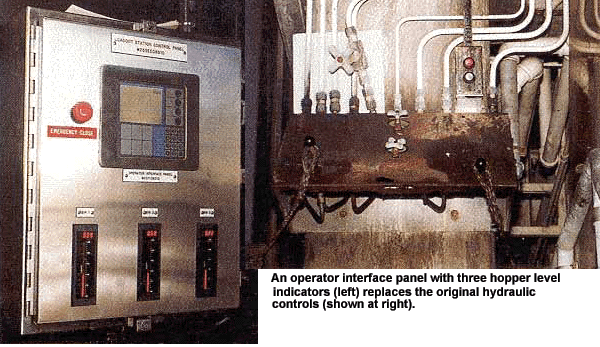 LOADOUT STATION CONTROL PANEL
EMERGENCY CLOSE
OPERATOR INTERFACE PANEL
An operator interface panel with three hopper level
indicators (left) replaces the original hydraulic
controls (shown at right).